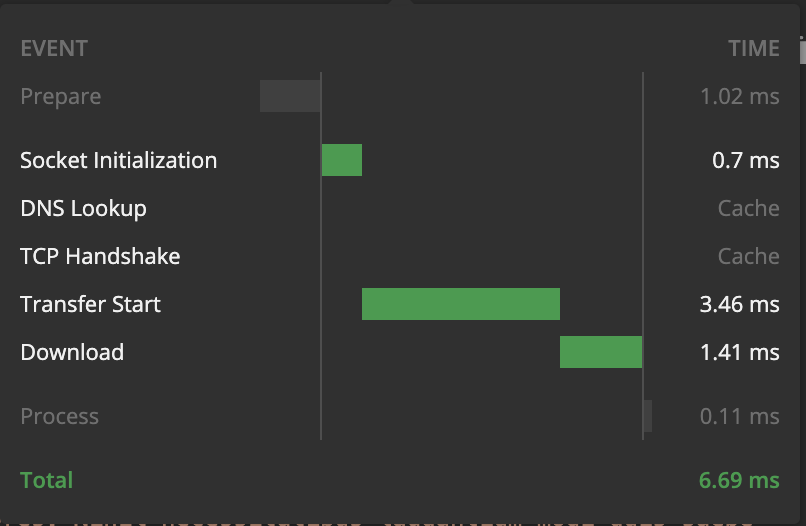 EVENT TIME
Prepare 1.02 ms
Socket Initialization 0.7 ms
DNS Lookup Cache
TCP Handshake Cache
Transfer Start 3.46 ms
Download 1.41 ms
Process 0.11 ms
Total 6.69 ms